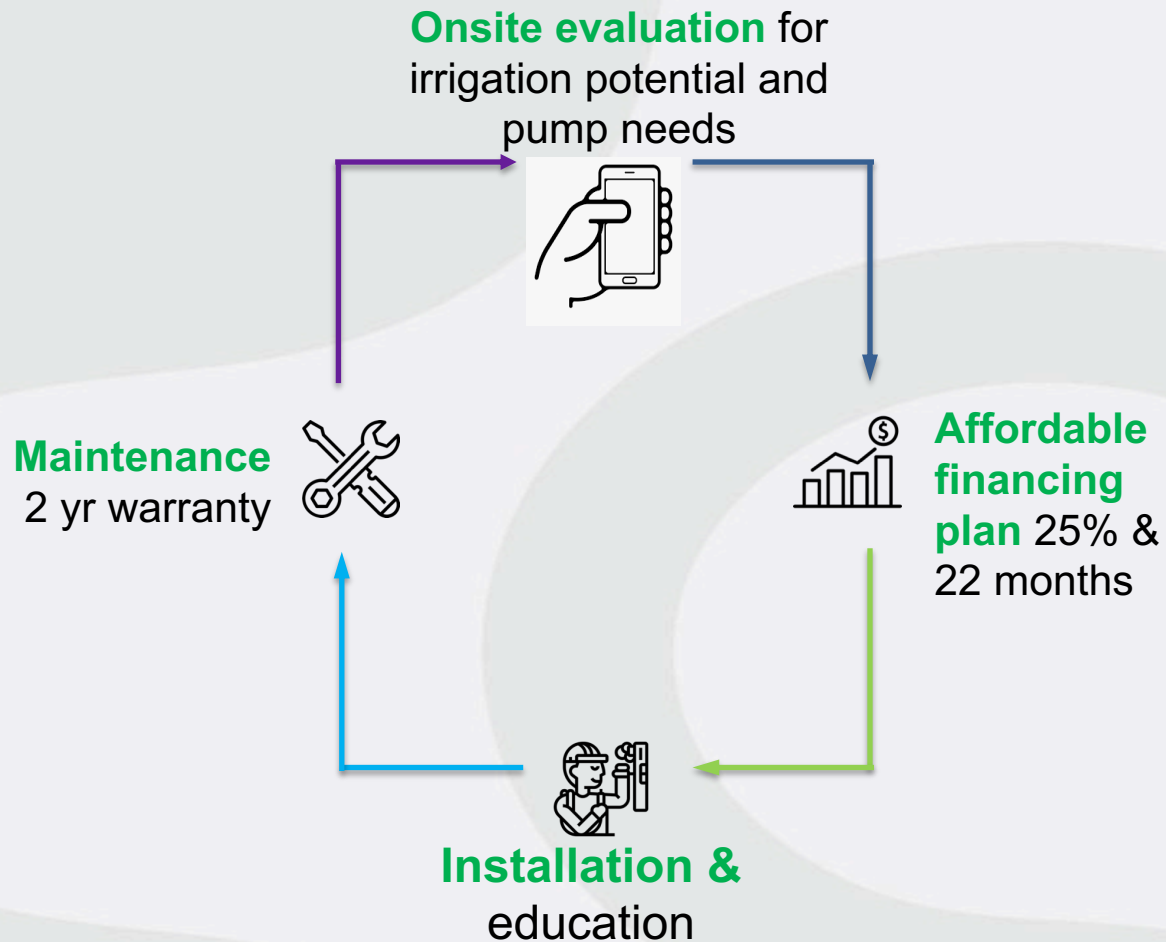 Onsite evaluation for
irrigation potential and
pump needs
$
Affordable
financing
plan 25% &
22 months
Installation &
education
Maintenance
2 yr warranty